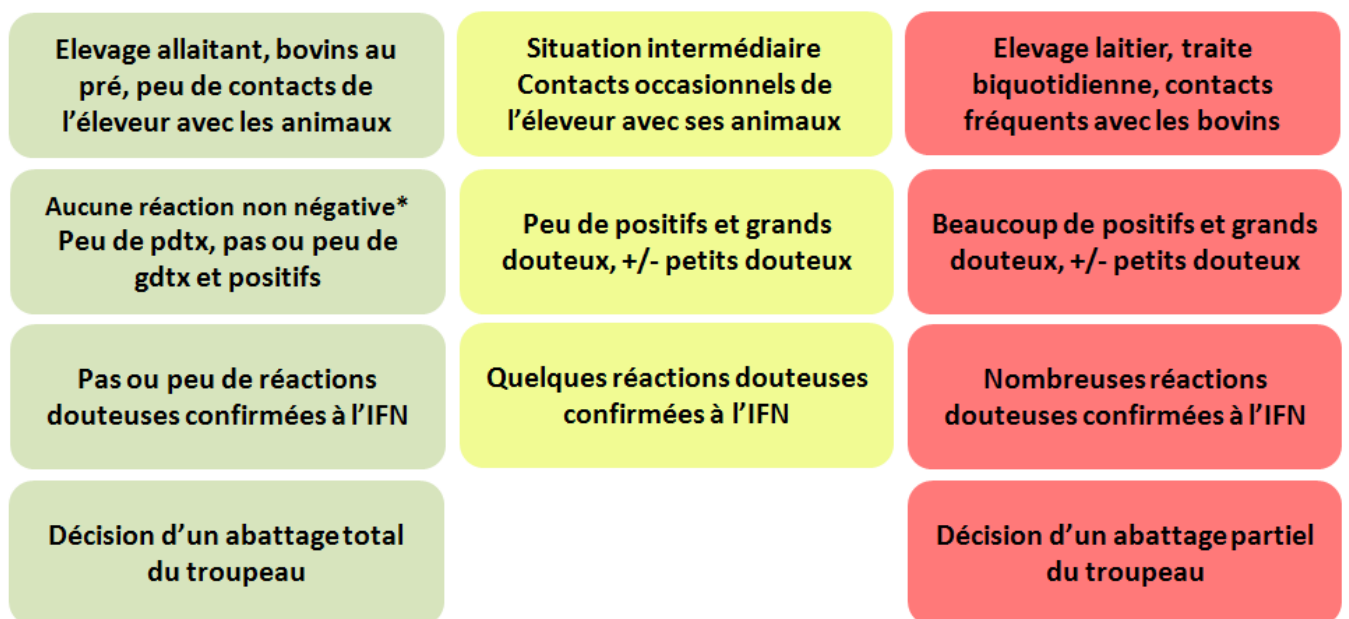 Elevage allaitant, bovins au
pré, peu de contacts de
l’éleveur avec les animaux
Situation intermédiaire
Contacts occasionnels de
l’éleveur avec ses animaux
Elevage laitier, traite
biquotidienne, contacts
fréquents avec les bovins
Aucune réaction non négative*
Peu de pdtx, pas ou peu de
gdtx et positifs
Peu de positifs et grands
douteux, +/- petits douteux
Beaucoup de positifs et grands
douteux, +/- petits douteux
Pas ou peu de réactions
douteuses confirmées à l’IFN
Quelques réactions douteuses
confirmées à l’IFN
Nombreuses réactions
douteuses confirmées à l’IFN
Décision d’un abattage total
du troupeau
Décision d’un abattage partiel
du troupeau